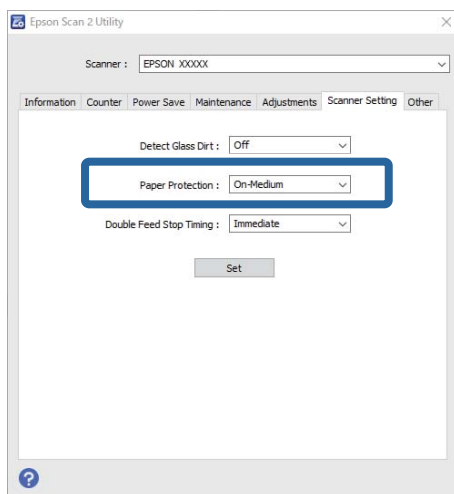 Epson Scan 2 Utility
Scanner : EPSON XXXXX
Information Counter Power Save Maintenance Adjustments Scanner Setting Other
Detect Glass Dirt : Off
Paper Protection : On-Medium
Double Feed Stop Timing : Immediate
Set
?